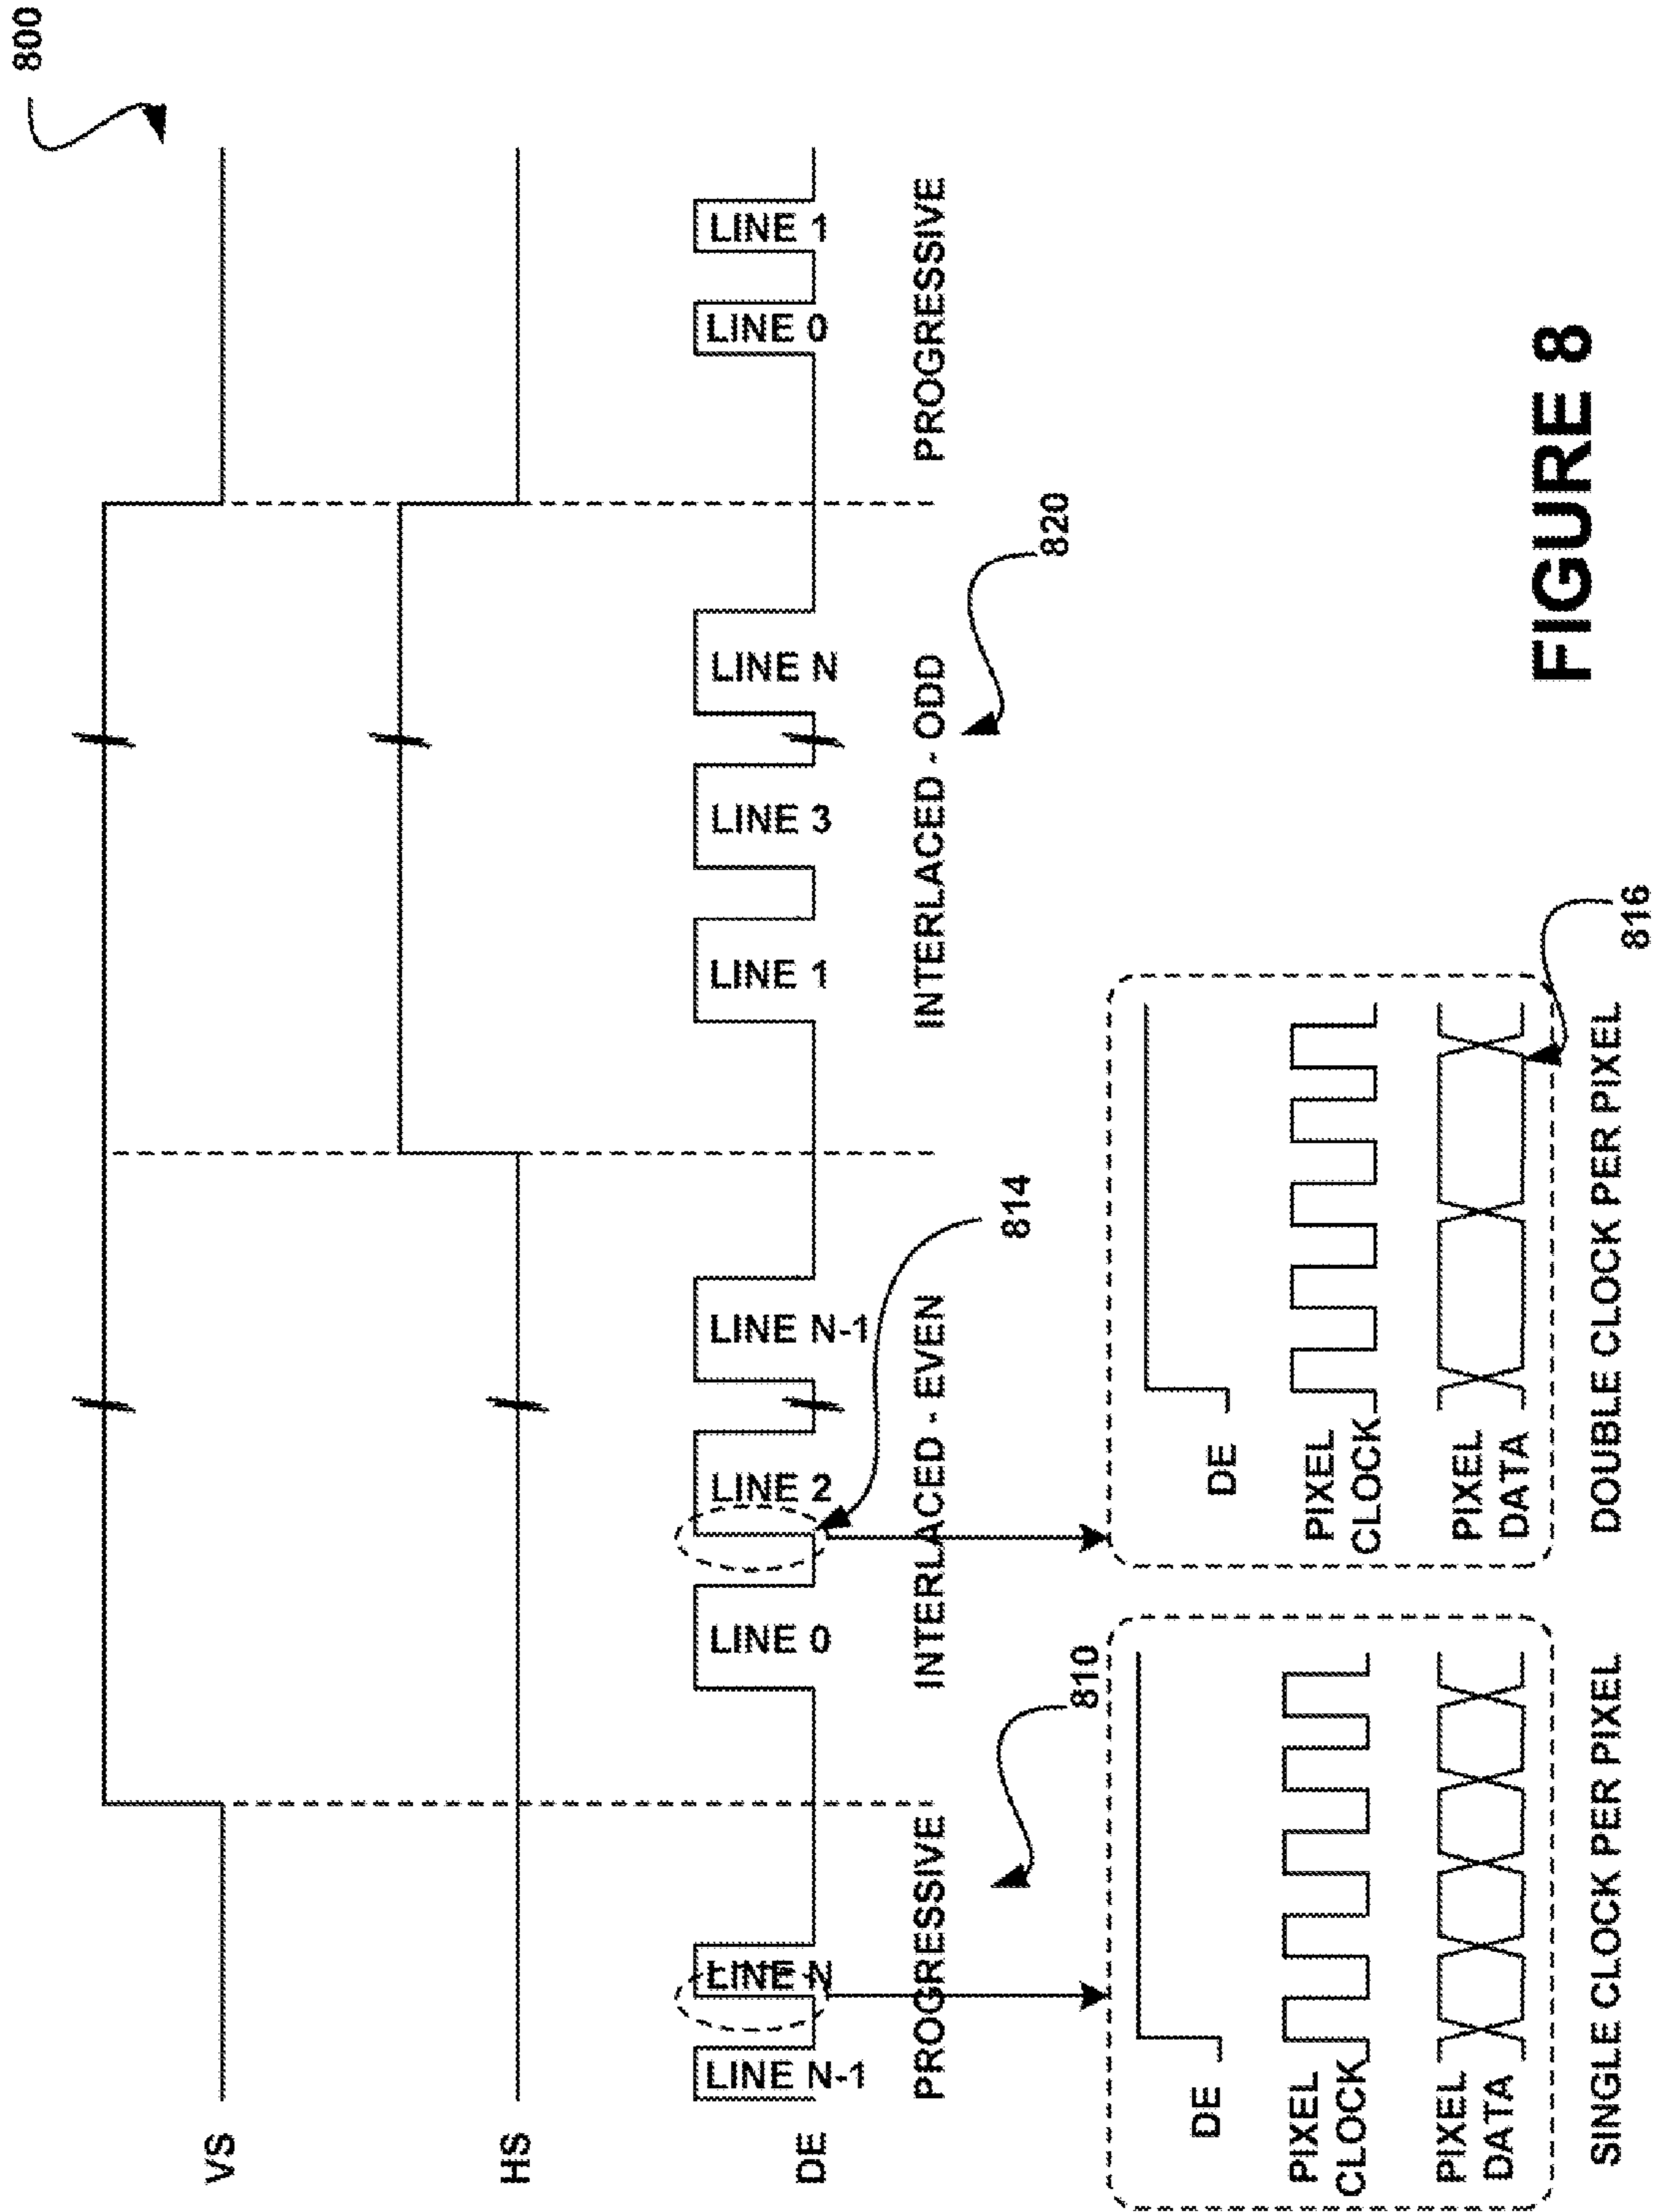 800
VS
HS
DE
LINE N-1
LINE N
LINE 0
LINE 2
LINE N-1
LINE 1
LINE 3
LINE N
LINE 0
LINE 1
PROGRESSIVE
INTERLACED - EVEN
INTERLACED - ODD
PROGRESSIVE
810
814
820
DE
PIXEL
CLOCK
PIXEL
DATA
SINGLE CLOCK PER PIXEL
DE
PIXEL
CLOCK
PIXEL
DATA
DOUBLE CLOCK PER PIXEL
816
FIGURE 8